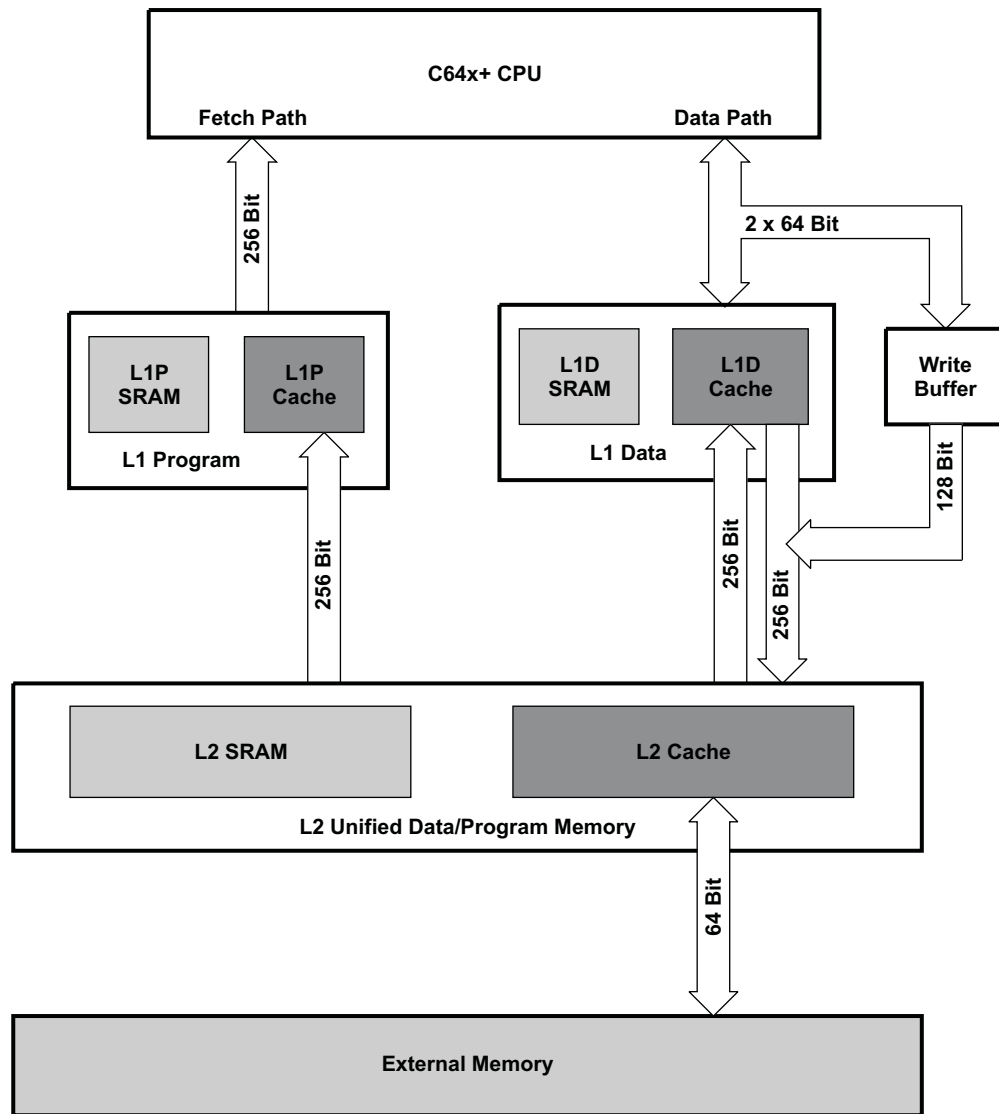 C64x+ CPU
Fetch Path
Data Path
256 Bit
2 x 64 Bit
L1P
SRAM
L1P
Cache
L1 Program
L1D
SRAM
L1D
Cache
L1 Data
Write
Buffer
128 Bit
256 Bit
256 Bit
256 Bit
L2 SRAM
L2 Cache
L2 Unified Data/Program Memory
64 Bit
External Memory